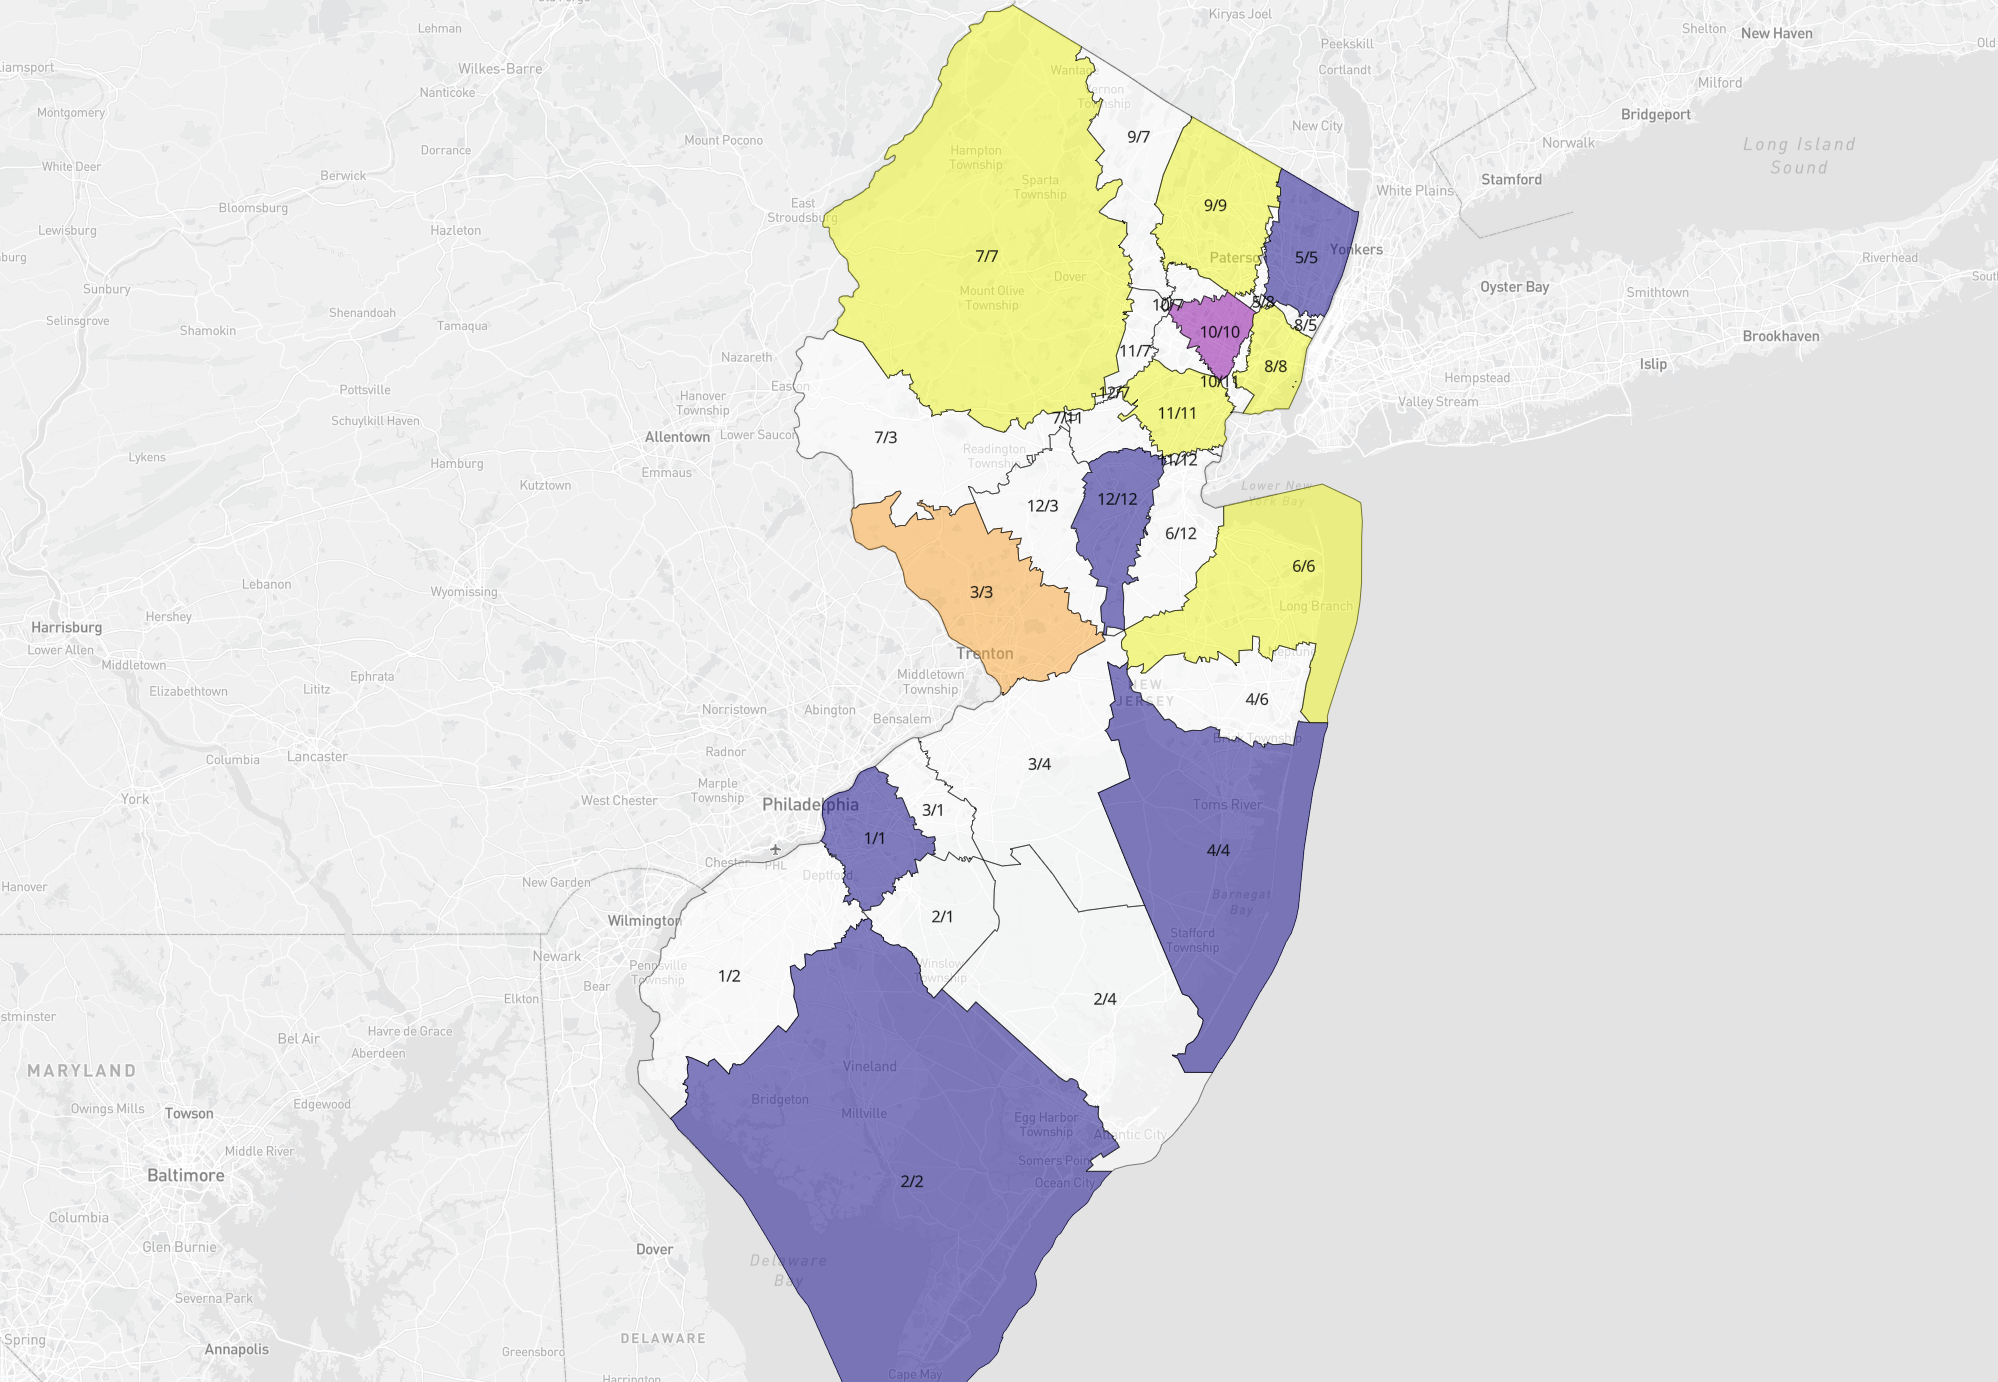 Lehman
Kiryas Joel
Shelton
New Haven
Old
Peekskill
Cortlandt
liamsport
Wilkes-Barre
Nanticoke
Wantage
Milford
Montgomery
Township
9/7
New City
Bridgeport
Norwalk
Long Island
Sound
Dorrance
Mount Pocono
Hampton
Township
White Deer
Berwick
Sparta
Township
Stamford
White Plains
Bloomsburg
East
Stroudsburg
9/9
Lewisburg
Hazleton
Yonkers
5/5
7/7
Riverhead
Sunbury
Dover
Oyster Bay
Smithtown
Mount Olive
Township
10/7
5/8
Selinsgrove
Shenandoah
Shamokin
Tamaqua
10/10
8/5
Brookhaven
Nazareth
11/7
8/8
Islip
Hempstead
Pottsville
10/11
Schuylkill Haven
Hanover
Township
12/7
Valley Stream
7/11
11/11
Allentown
Lower Saucon
7/3
Readington
Township
Lykens
Hamburg
Emmaus
11/12
Kutztown
Lower New
York Bay
12/12
12/3
6/12
6/6
Lebanon
Wyomissing
3/3
Long Branch
Hershey
Harrisburg
Lower Allen
Trenton
Neptune
Middletown
Middletown
Township
Ephrata
Elizabethtown
Lititz
NEW
JERSEY
4/6
Norristown
Abington
Bensalem
Brick Township
Radnor
Columbia
Lancaster
3/4
Marple
Township
York
West Chester
Philadelphia
3/1
Toms River
1/1
4/4
Chester
PHL
Deptford
Hanover
New Garden
Barnegat
Bay
Wilmington
2/1
Stafford
Township
Newark
Pennsville
Township
Winslow
Township
1/2
Bear
Elkton
2/4
Havre de Grace
Bel Air
Aberdeen
MARYLAND
Vineland
Owings Mills
Towson
Edgewood
Bridgeton
Millville
Egg Harbor
Township
Atlantic City
Middle River
Baltimore
Somers Point
Ocean City
2/2
Columbia
Glen Burnie
Dover
Delaware
Bay
Severna Park
Spring
Annapolis
DELAWARE
Greensboro
Harrington
Cape May